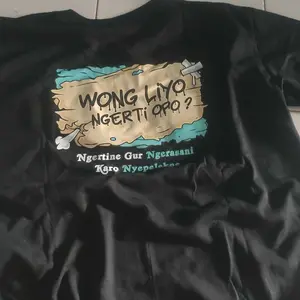 WONG LiYO
NGERTi OPO ?
Ngertine Gur Ngerasani
Karo